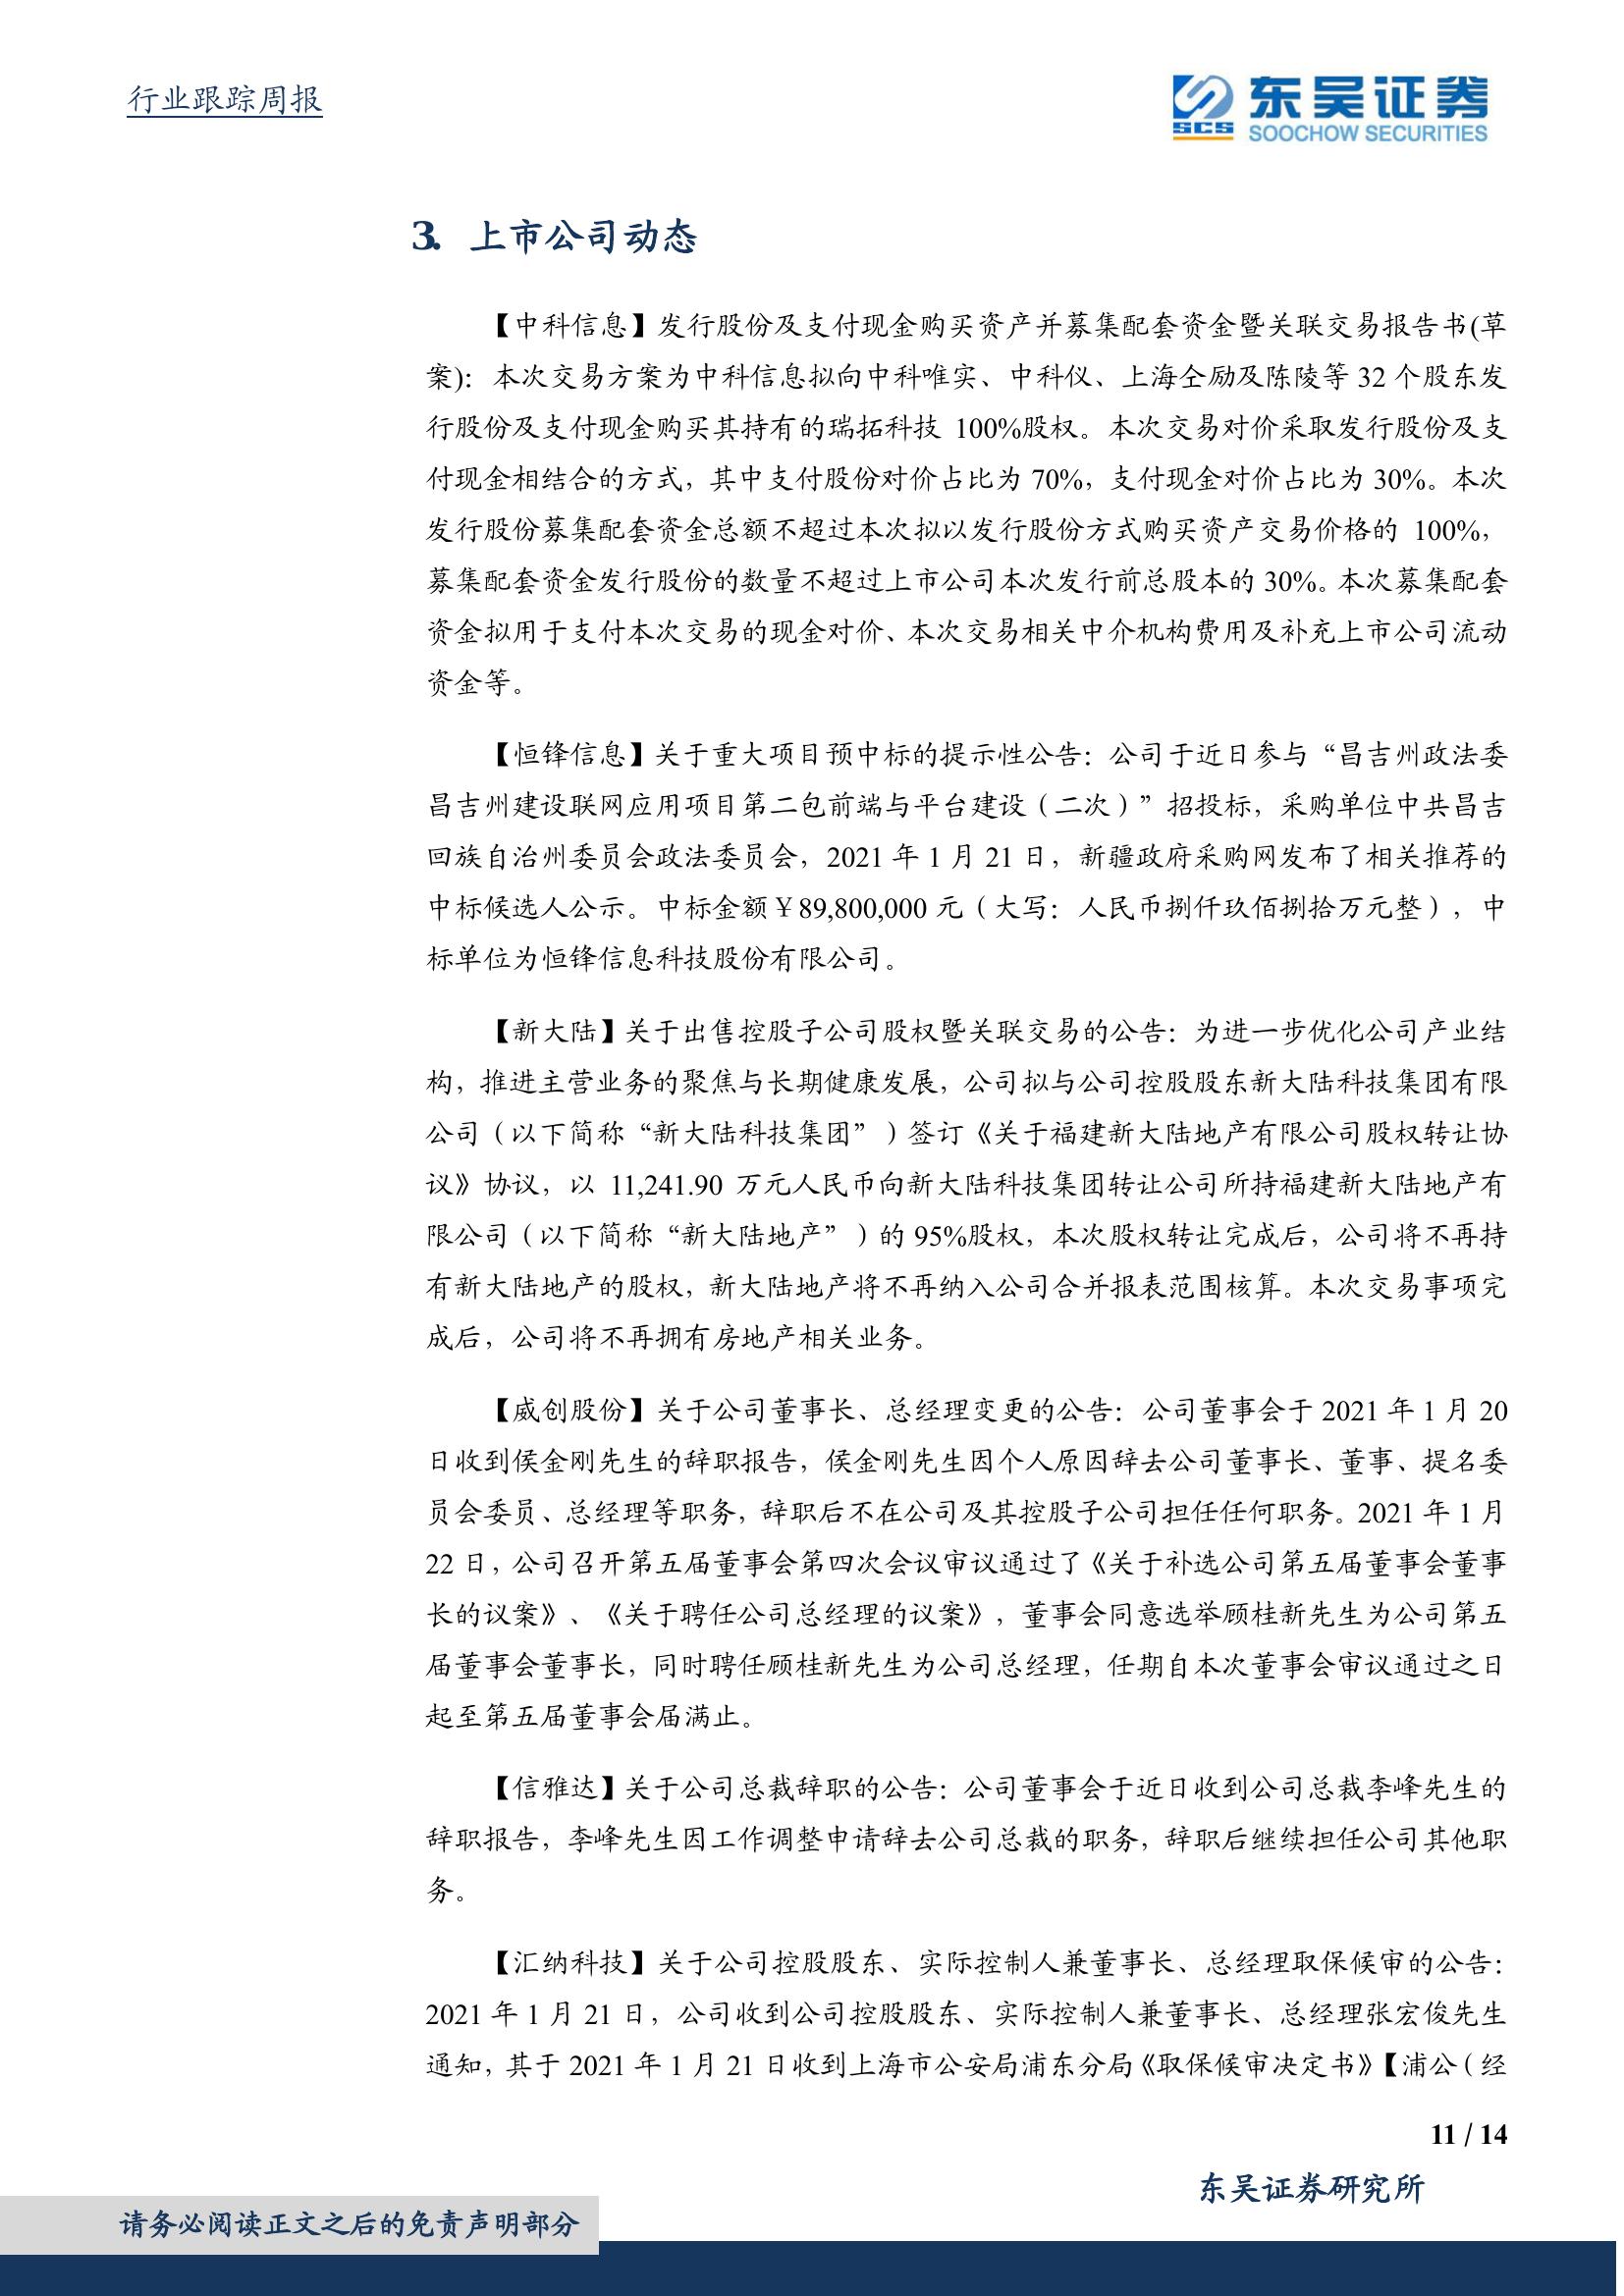 行业跟踪周报
SCS 东吴证券
SOOCHOW SECURITIES
3. 上市公司动态
【中科信息】发行股份及支付现金购买资产并募集配套资金暨关联交易报告书(草
案)：本次交易方案为中科信息拟向中科唯实、中科仪、上海仝励及陈陵等 32 个股东发
行股份及支付现金购买其持有的瑞拓科技 100%股权。本次交易对价采取发行股份及支
付现金相结合的方式，其中支付股份对价占比为 70%，支付现金对价占比为 30%。本次
发行股份募集配套资金总额不超过本次拟以发行股份方式购买资产交易价格的 100%，
募集配套资金发行股份的数量不超过上市公司本次发行前总股本的 30%。本次募集配套
资金拟用于支付本次交易的现金对价、本次交易相关中介机构费用及补充上市公司流动
资金等。
【恒锋信息】关于重大项目预中标的提示性公告：公司于近日参与“昌吉州政法委
昌吉州建设联网应用项目第二包前端与平台建设（二次）”招投标，采购单位中共昌吉
回族自治州委员会政法委员会，2021 年 1 月 21 日，新疆政府采购网发布了相关推荐的
中标候选人公示。中标金额￥89,800,000 元（大写：人民币捌仟玖佰捌拾万元整），中
标单位为恒锋信息科技股份有限公司。
【新大陆】关于出售控股子公司股权暨关联交易的公告：为进一步优化公司产业结
构，推进主营业务的聚焦与长期健康发展，公司拟与公司控股股东新大陆科技集团有限
公司（以下简称“新大陆科技集团”）签订《关于福建新大陆地产有限公司股权转让协
议》协议，以 11,241.90 万元人民币向新大陆科技集团转让公司所持福建新大陆地产有
限公司（以下简称“新大陆地产”）的 95%股权，本次股权转让完成后，公司将不再持
有新大陆地产的股权，新大陆地产将不再纳入公司合并报表范围核算。本次交易事项完
成后，公司将不再拥有房地产相关业务。
【威创股份】关于公司董事长、总经理变更的公告：公司董事会于 2021 年 1 月 20
日收到侯金刚先生的辞职报告，侯金刚先生因个人原因辞去公司董事长、董事、提名委
员会委员、总经理等职务，辞职后不在公司及其控股子公司担任任何职务。2021 年 1 月
22 日，公司召开第五届董事会第四次会议审议通过了《关于补选公司第五届董事会董事
长的议案》、《关于聘任公司总经理的议案》，董事会同意选举顾桂新先生为公司第五
届董事会董事长，同时聘任顾桂新先生为公司总经理，任期自本次董事会审议通过之日
起至第五届董事会届满止。
【信雅达】关于公司总裁辞职的公告：公司董事会于近日收到公司总裁李峰先生的
辞职报告，李峰先生因工作调整申请辞去公司总裁的职务，辞职后继续担任公司其他职
务。
【汇纳科技】关于公司控股股东、实际控制人兼董事长、总经理取保候审的公告：
2021 年 1 月 21 日，公司收到公司控股股东、实际控制人兼董事长、总经理张宏俊先生
通知，其于 2021 年 1 月 21 日收到上海市公安局浦东分局《取保候审决定书》【浦公（经
11 / 14
东吴证券研究所
请务必阅读正文之后的免责声明部分